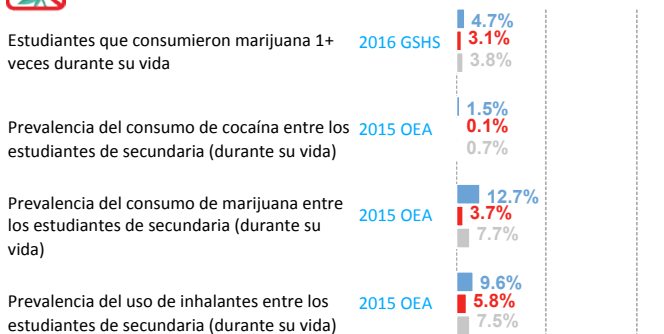 4.7%
Estudiantes que consumieron marijuana 1+ 2016 GSHS 3.1%
veces durante su vida 3.8%
1.5%
Prevalencia del consumo de cocaína entre los 2015 OEA 0.1%
estudiantes de secundaria (durante su vida) 0.7%
Prevalencia del consumo de marijuana entre 12.7%
los estudiantes de secundaria (durante su 2015 OEA 3.7%
vida) 7.7%
9.6%
Prevalencia del uso de inhalantes entre los 2015 OEA 5.8%
estudiantes de secundaria (durante su vida) 7.5%